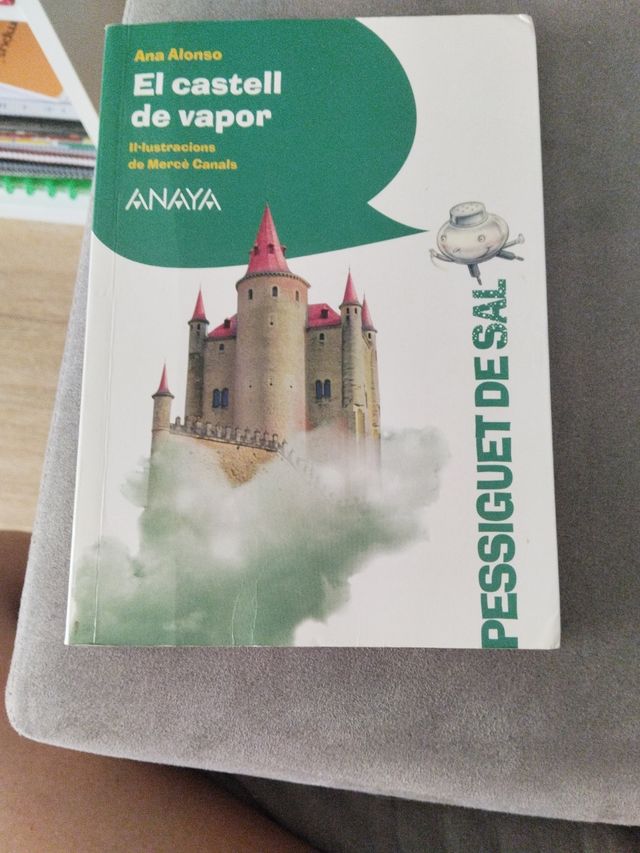 Ana Alonso
El castell
de vapor
Il·lustracions
de Mercè Canals
ANAYA
PESSIGUET DE SAL